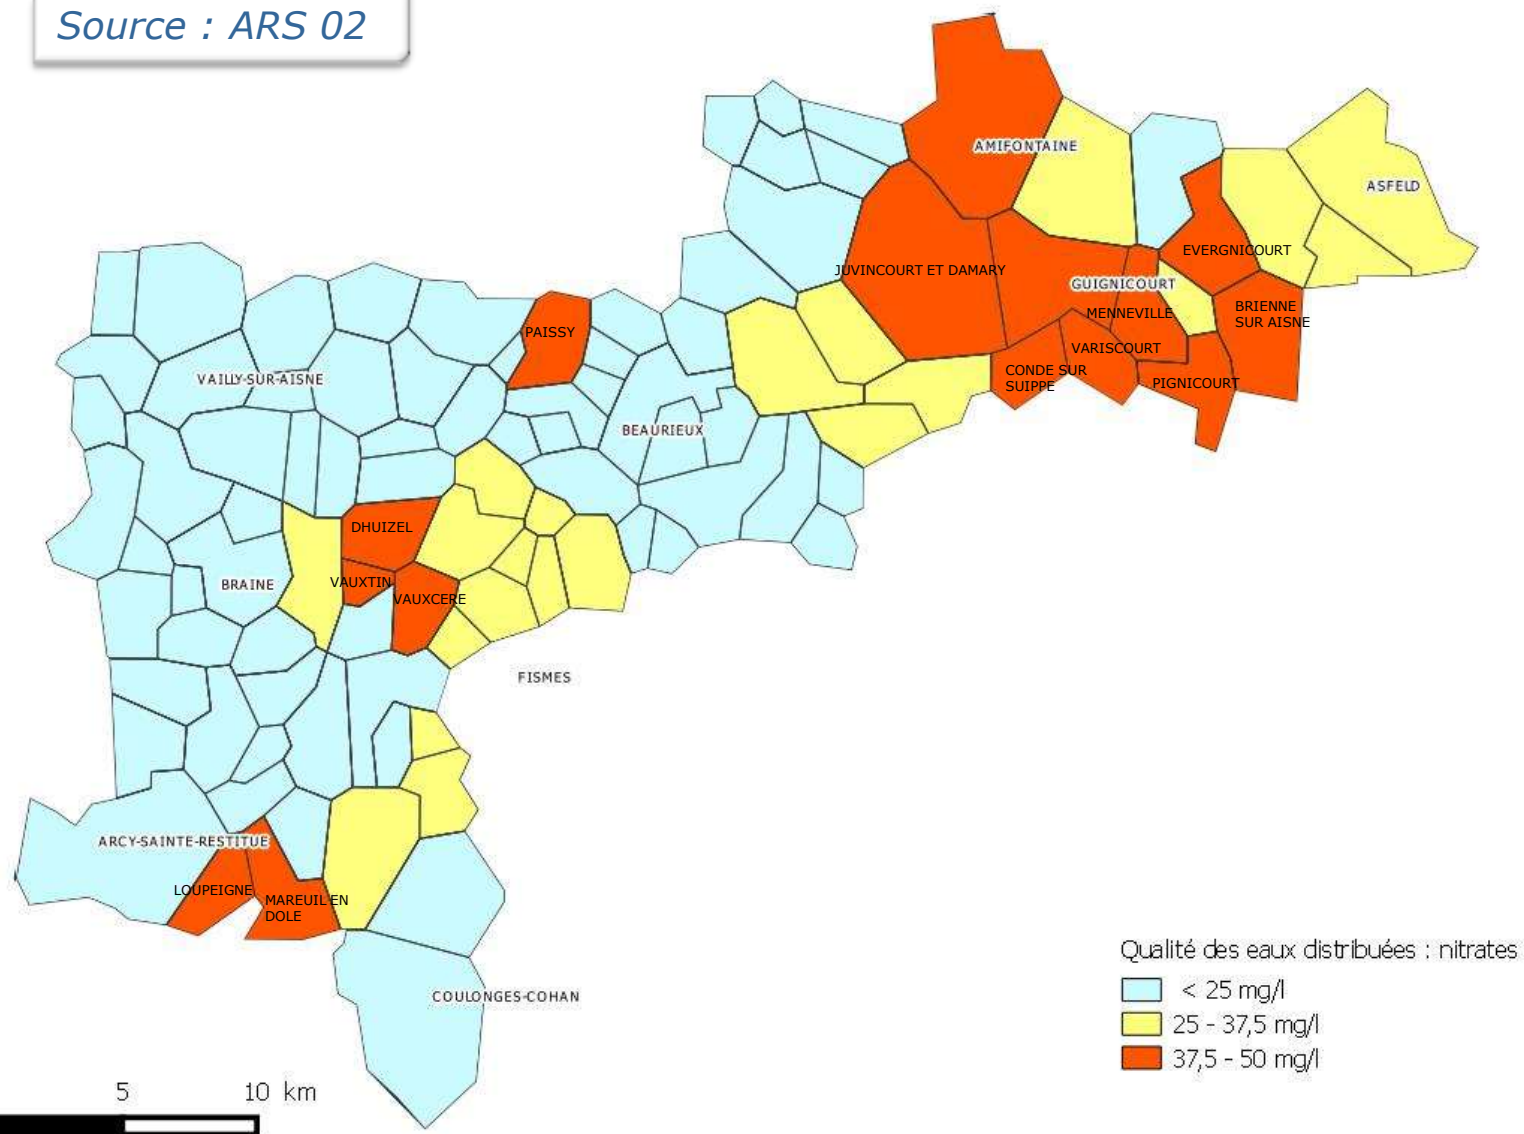 Source : ARS 02
AMIFONTAINE
ASFELD
EVERGNICOURT
JUVINCOURT ET DAMARY
GUIGNICOURT
MENNEVILLE
BRIENNE
SUR AISNE
PAISSY
VARISCOURT
CONDE SUR
SUIPPE
PIGNICOURT
VAILLY-SUR-AISNE
BEAURIEUX
DHUIZEL
VAUXTIN
BRAINE
VAUXCERE
FISMES
ARCY-SAINTE-RESTITUE
LOUPEIGNE
MAREUIL EN
DOLE
COULONGES-COHAN
Qualité des eaux distribuées : nitrates
< 25 mg/l
25 - 37,5 mg/l
37,5 - 50 mg/l
5 10 km